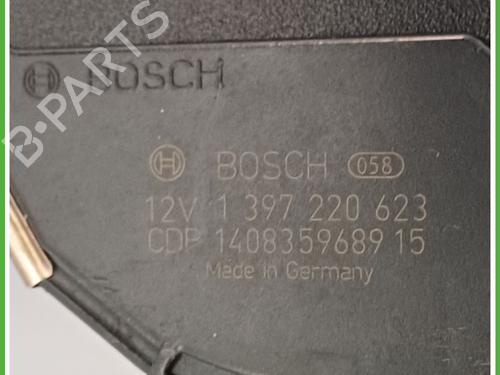 B-PARTS
BOSCH
BOSCH 058
12V 1 397 220 623
CDP 1408359689 15
Made in Germany